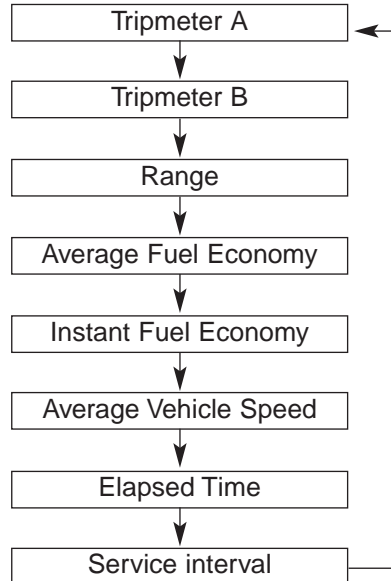 Tripmeter A
Tripmeter B
Range
Average Fuel Economy
Instant Fuel Economy
Average Vehicle Speed
Elapsed Time
Service interval